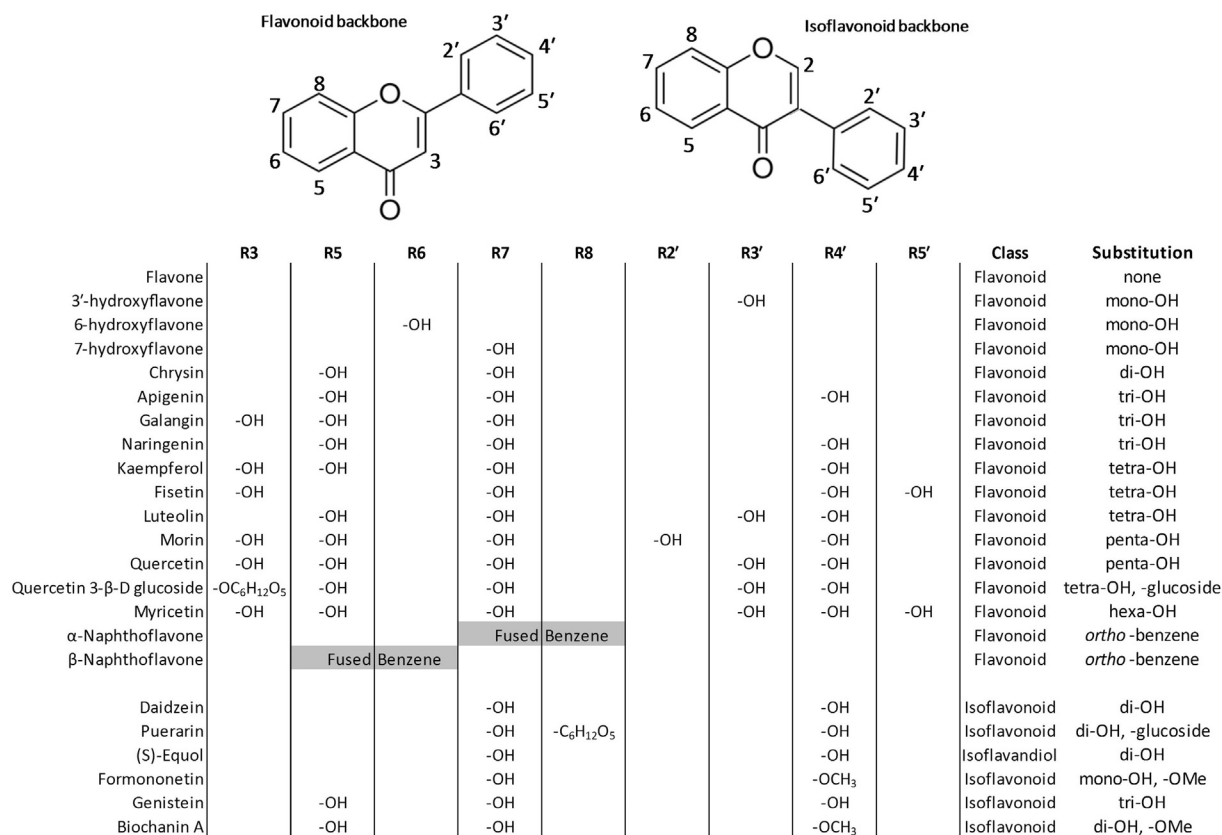 Flavonoid backbone
Isoflavonoid backbone
3′
2′ 4′
8 O 5′
7 6′
6 3
5
O
8 O 2
7 2′
6 3′
5 O 6′ 4′
5′
R3 R5 R6 R7 R8 R2′ R3′ R4′ R5′ Class Substitution
Flavone Flavonoid none
3′-hydroxyflavone -OH Flavonoid mono-OH
6-hydroxyflavone -OH Flavonoid mono-OH
7-hydroxyflavone -OH Flavonoid mono-OH
Chrysin -OH -OH Flavonoid di-OH
Apigenin -OH -OH -OH Flavonoid tri-OH
Galangin -OH -OH -OH Flavonoid tri-OH
Naringenin -OH -OH -OH Flavonoid tri-OH
Kaempferol -OH -OH -OH -OH Flavonoid tetra-OH
Fisetin -OH -OH -OH -OH Flavonoid tetra-OH
Luteolin -OH -OH -OH -OH Flavonoid tetra-OH
Morin -OH -OH -OH -OH -OH Flavonoid penta-OH
Quercetin -OH -OH -OH -OH -OH Flavonoid penta-OH
Quercetin 3-β-D glucoside -OC₆H₁₂O₅ -OH -OH -OH -OH Flavonoid tetra-OH, -glucoside
Myricetin -OH -OH -OH -OH -OH -OH Flavonoid hexa-OH
α-Naphthoflavone Fused Benzene Flavonoid ortho -benzene
β-Naphthoflavone Fused Benzene Flavonoid ortho -benzene
Daidzein -OH -OH Isoflavonoid di-OH
Puerarin -OH -C₆H₁₂O₅ -OH Isoflavonoid di-OH, -glucoside
(S)-Equol -OH -OH Isoflavandiol di-OH
Formononetin -OH -OCH₃ Isoflavonoid mono-OH, -OMe
Genistein -OH -OH -OH Isoflavonoid tri-OH
Biochanin A -OH -OH -OCH₃ Isoflavonoid di-OH, -OMe